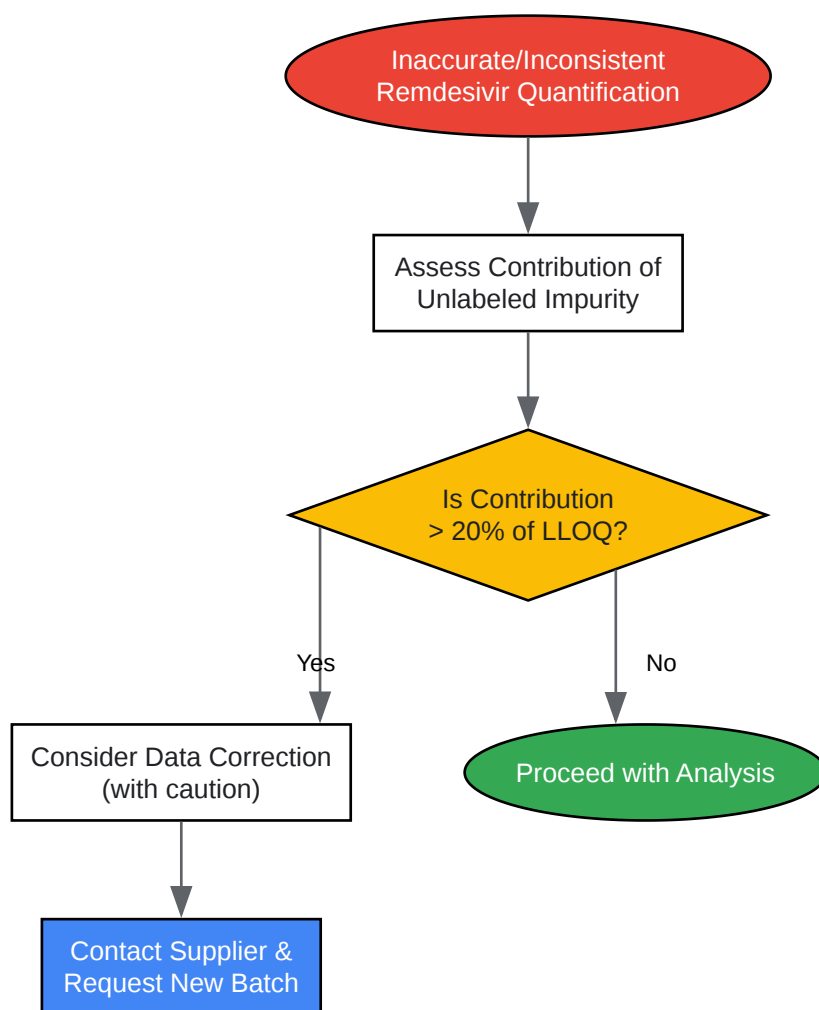 Inaccurate/Inconsistent
Remdesivir Quantification
Assess Contribution of
Unlabeled Impurity
Is Contribution
> 20% of LLOQ?
Yes
No
Consider Data Correction
(with caution)
Proceed with Analysis
Contact Supplier &
Request New Batch